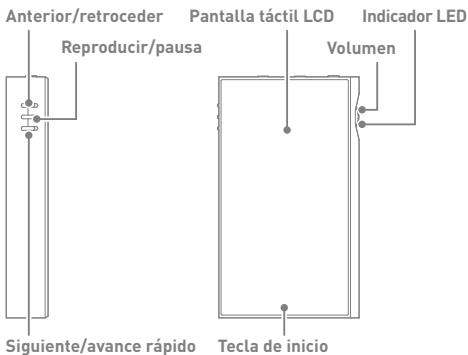 Anterior/retroceder
Pantalla táctil LCD
Indicador LED
Reproducir/pausa
Volumen
Siguiente/avance rápido
Tecla de inicio